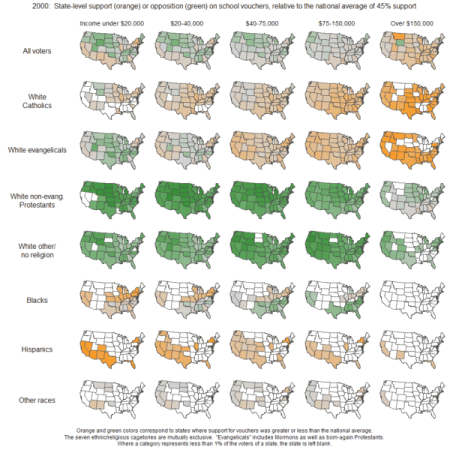 2000: State-level support (orange) or opposition (green) on school vouchers, relative to the national average of 45% support
Income under $20,000 $20-40,000 $40-75,000 $75-150,000 Over $150,000
All voters
White
Catholics
White evangelicals
White non-evang.
Protestants
White other/
no religion
Blacks
Hispanics
Other races
Orange and green colors correspond to states where support for vouchers was greater or less than the national average.
The seven ethnic/religious cagetories are mutually exclusive. "Evangelicals" includes Mormons as well as born-again Protestants.
Where a category represents less than 1% of the voters of a state, the state is left blank.